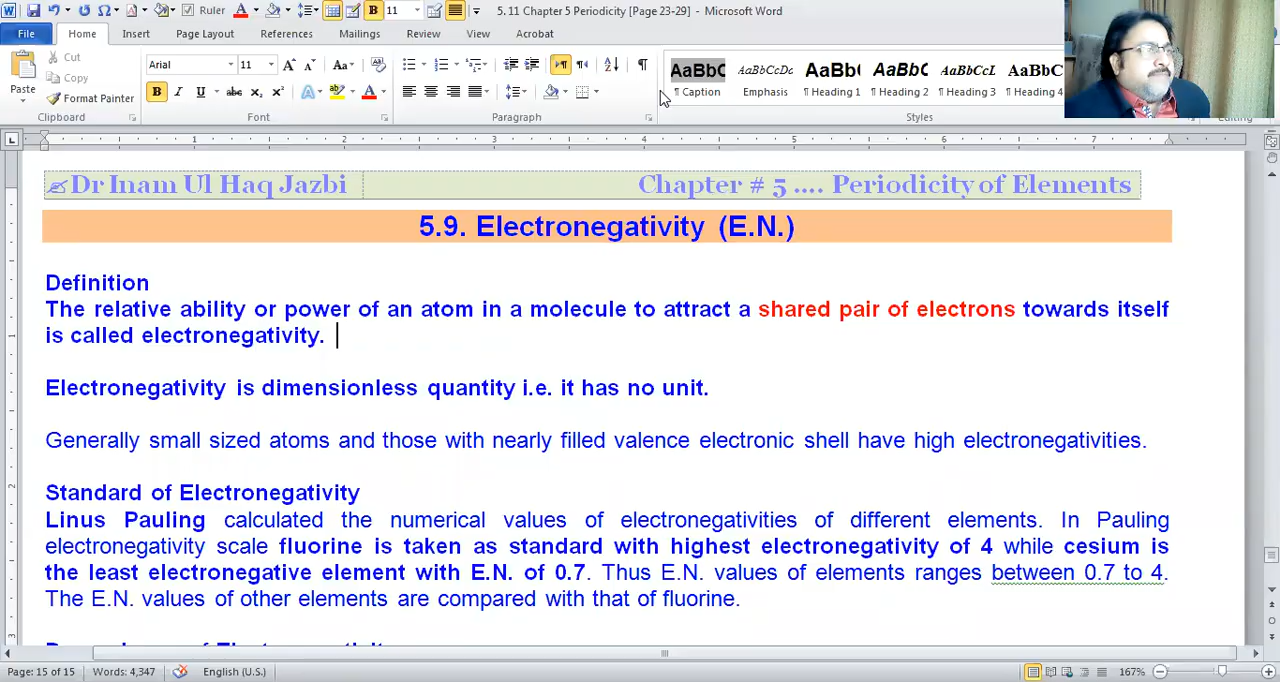 Ruler
11
5.11 Chapter 5 Periodicity [Page 23-29] - Microsoft Word
File Home Insert Page Layout References Mailings Review View Acrobat
Paste
Cut
Copy
Format Painter
Arial 11
AaBbC AaBbCcDc AaBb( AaBbC AaBbCcL AaBbC
¶ Caption Emphasis ¶ Heading 1 ¶ Heading 2 ¶ Heading 3 ¶ Heading 4
Clipboard Font Paragraph Styles
1 2 3 4 5 6 7
Dr Inam Ul Haq Jazbi Chapter # 5 .... Periodicity of Elements
5.9. Electronegativity (E.N.)
Definition
The relative ability or power of an atom in a molecule to attract a shared pair of electrons towards itself
is called electronegativity.
Electronegativity is dimensionless quantity i.e. it has no unit.
Generally small sized atoms and those with nearly filled valence electronic shell have high electronegativities.
Standard of Electronegativity
Linus Pauling calculated the numerical values of electronegativities of different elements. In Pauling
electronegativity scale fluorine is taken as standard with highest electronegativity of 4 while cesium is
the least electronegative element with E.N. of 0.7. Thus E.N. values of elements ranges between 0.7 to 4.
The E.N. values of other elements are compared with that of fluorine.
Page: 15 of 15 Words: 4,347 English (U.S.) 167%